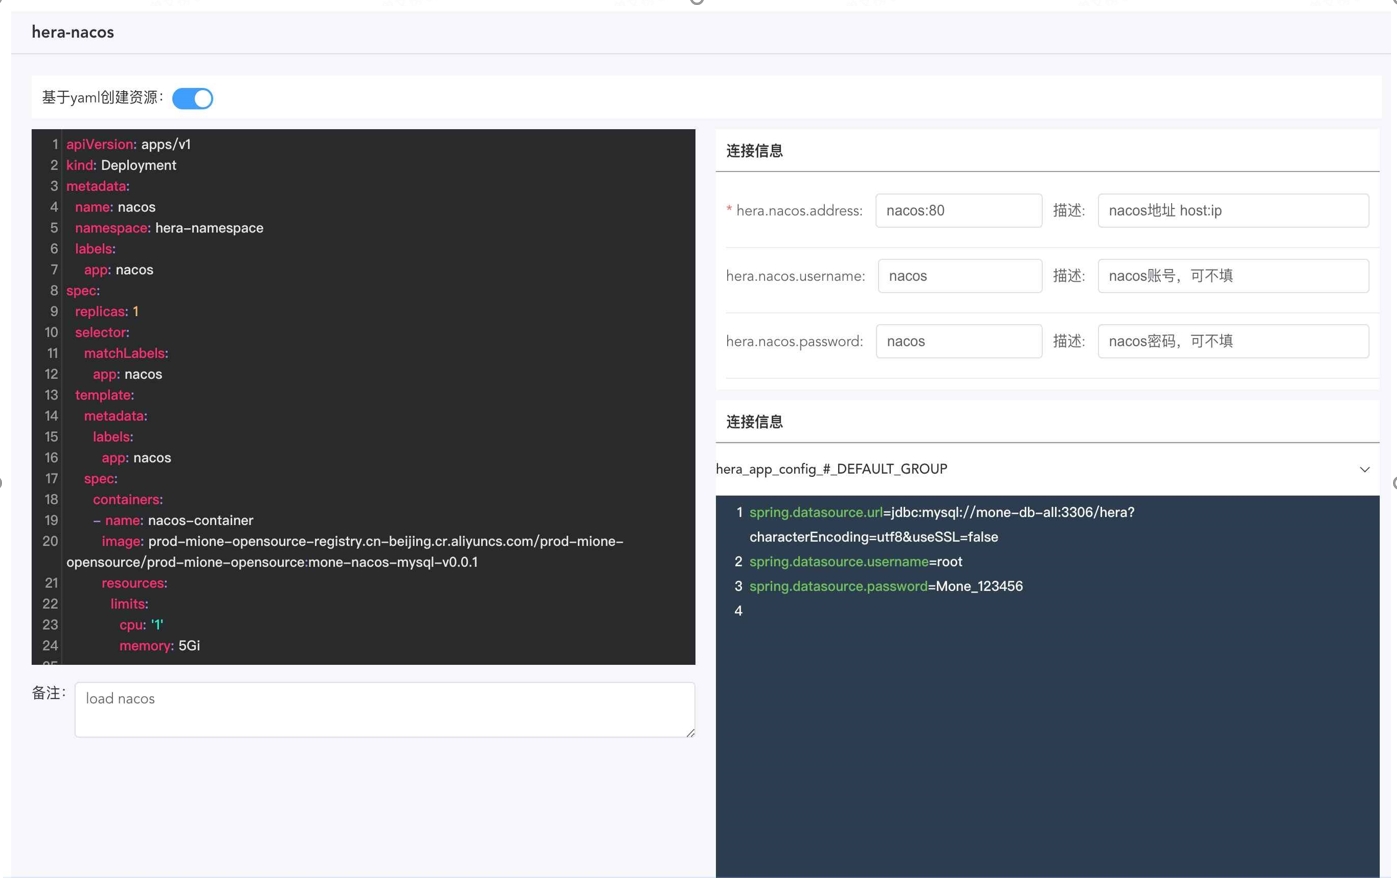 hera-nacos
基于yaml创建资源：
1 apiVersion: apps/v1
2 kind: Deployment
3 metadata:
4 name: nacos
5 namespace: hera-namespace
6 labels:
7 app: nacos
8 spec:
9 replicas: 1
10 selector:
11 matchLabels:
12 app: nacos
13 template:
14 metadata:
15 labels:
16 app: nacos
17 spec:
18 containers:
19 - name: nacos-container
20 image: prod-mione-opensource-registry.cn-beijing.cr.aliyuncs.com/prod-mione-
opensource/prod-mione-opensource:mone-nacos-mysql-v0.0.1
21 resources:
22 limits:
23 cpu: '1'
24 memory: 5Gi
备注：
load nacos
连接信息
* hera.nacos.address: nacos:80 描述: nacos地址 host:ip
hera.nacos.username: nacos 描述: nacos账号，可不填
hera.nacos.password: nacos 描述: nacos密码，可不填
连接信息
hera_app_config_#_DEFAULT_GROUP
1 spring.datasource.url=jdbc:mysql://mone-db-all:3306/hera?
characterEncoding=utf8&useSSL=false
2 spring.datasource.username=root
3 spring.datasource.password=Mone_123456
4